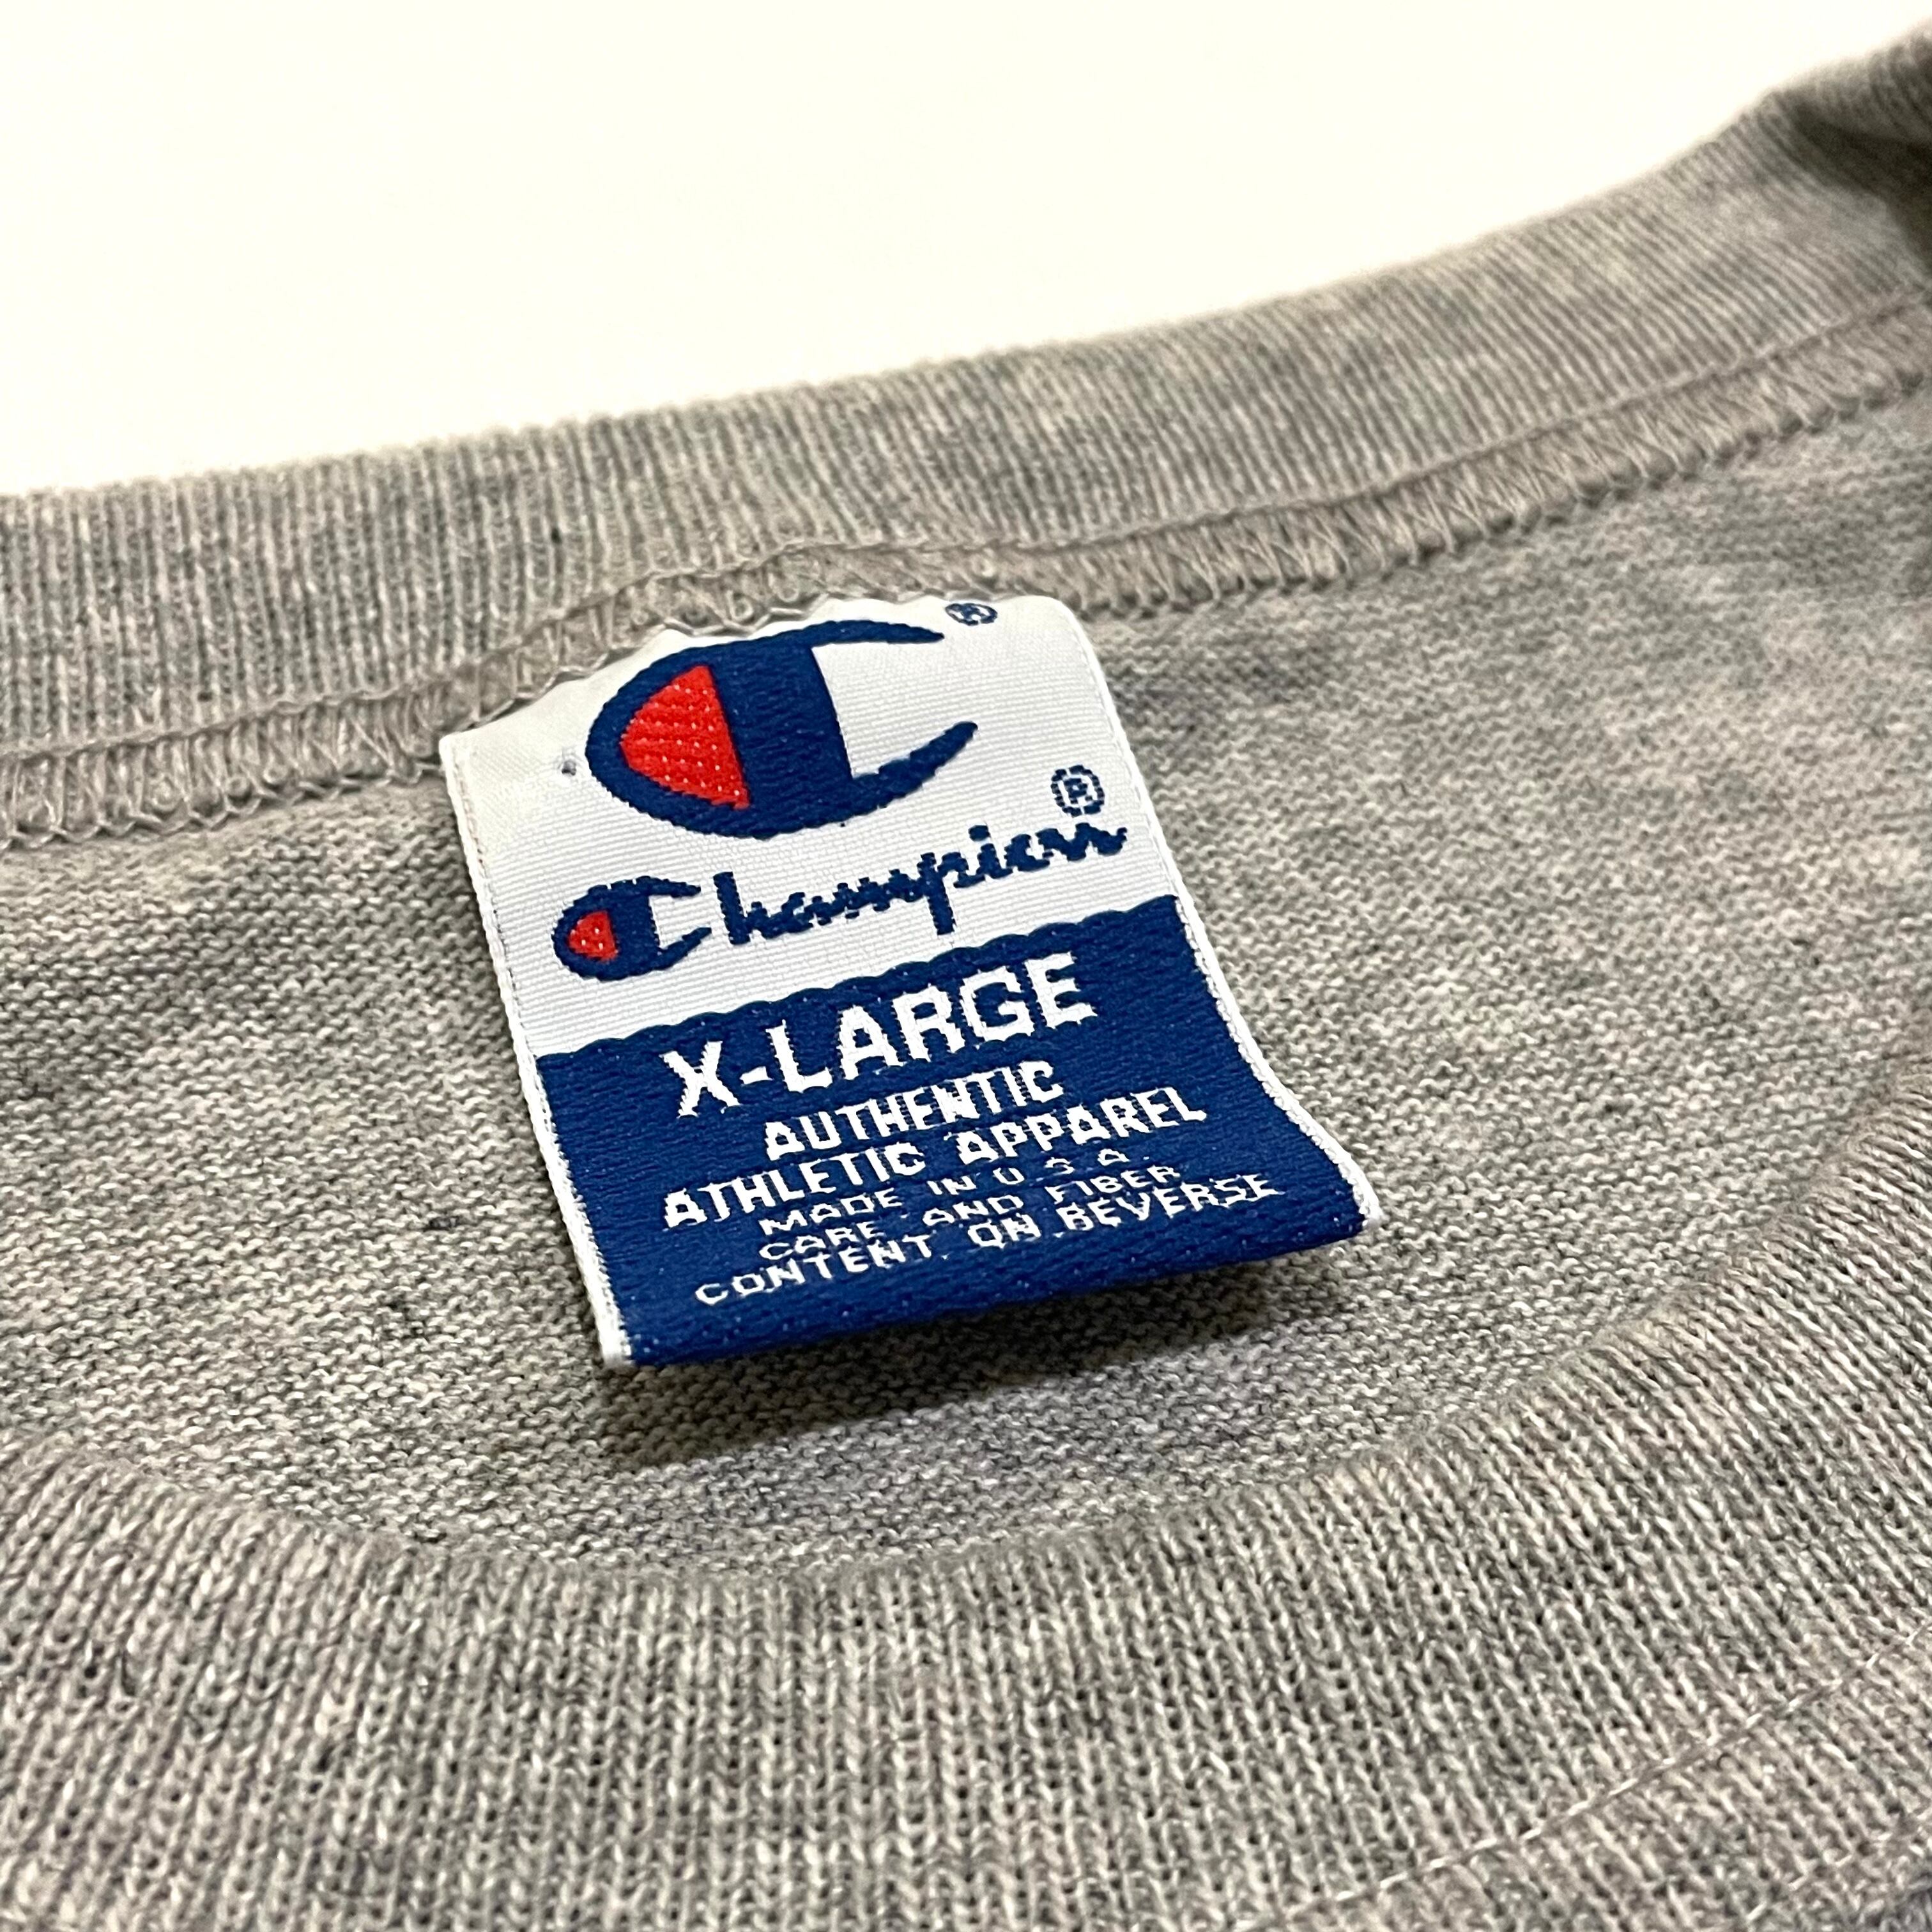 ®
Champion®
X-LARGE
AUTHENTIC
ATHLETIC APPAREL
MADE IN U.S.A.
CARE AND FIBER
CONTENT ON REVERSE